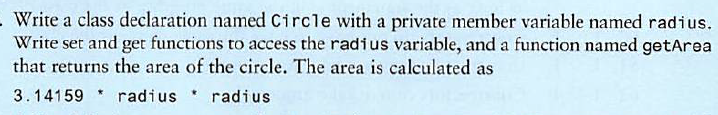 . Write a class declaration named Circle with a private member variable named radius.
Write set and get functions to access the radius variable, and a function named getArea
that returns the area of the circle. The area is calculated as
3.14159 * radius * radius